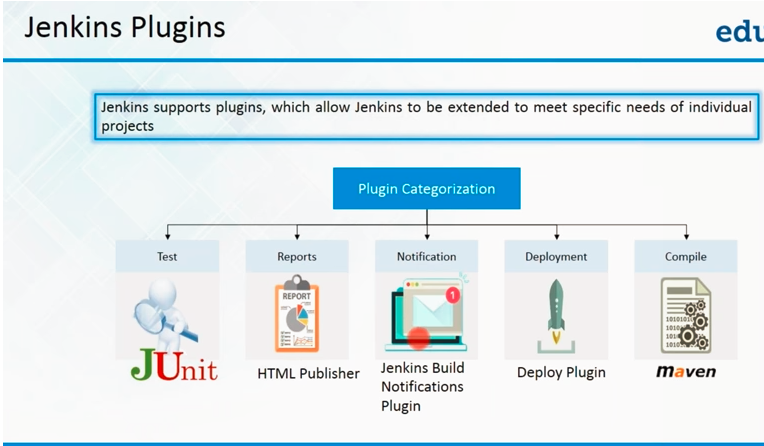 Jenkins Plugins
edu
Jenkins supports plugins, which allow Jenkins to be extended to meet specific needs of individual
projects
Plugin Categorization
Test
Reports
Notification
Deployment
Compile
REPORT
1
JUnit
HTML Publisher
Jenkins Build
Notifications
Plugin
Deploy Plugin
maven